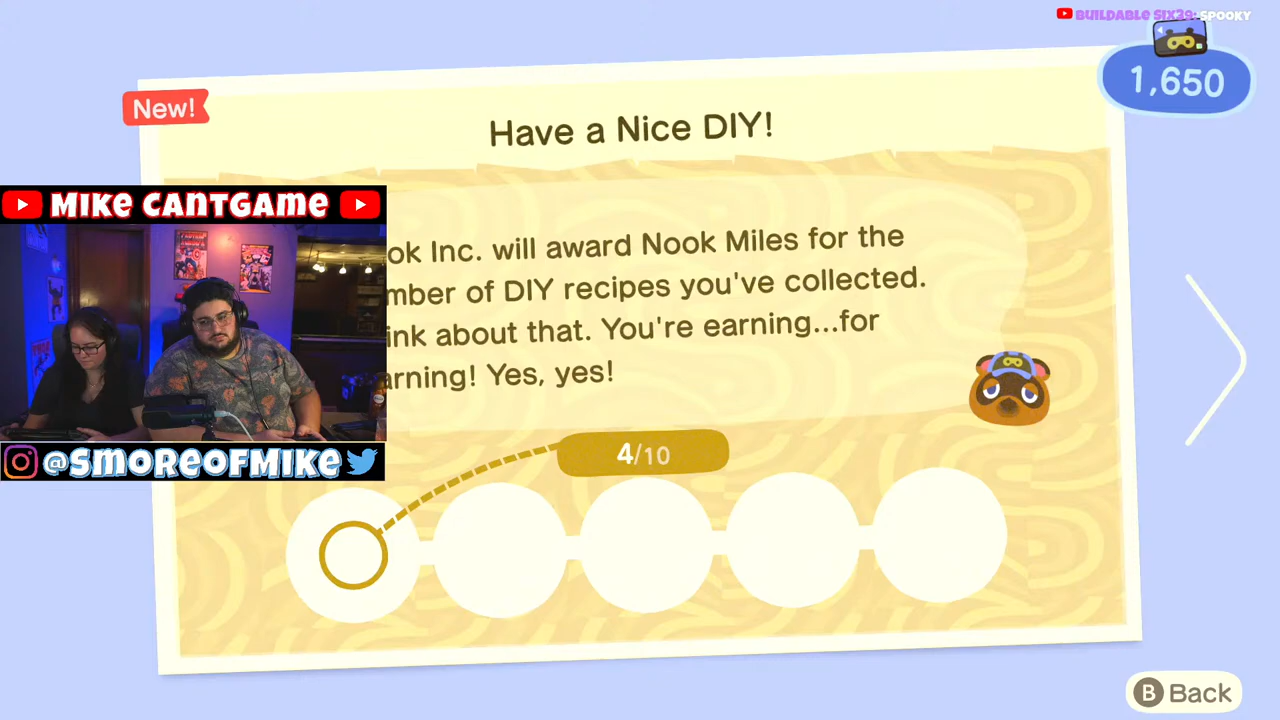 BUILDABLE SIX29: SPOOKY
1,650
New!
Have a Nice DIY!
MIKE CANTGAME
ok Inc. will award Nook Miles for the
mber of DIY recipes you've collected.
ink about that. You're earning...for
arning! Yes, yes!
4/10
@SMOREOFMIKE
B Back